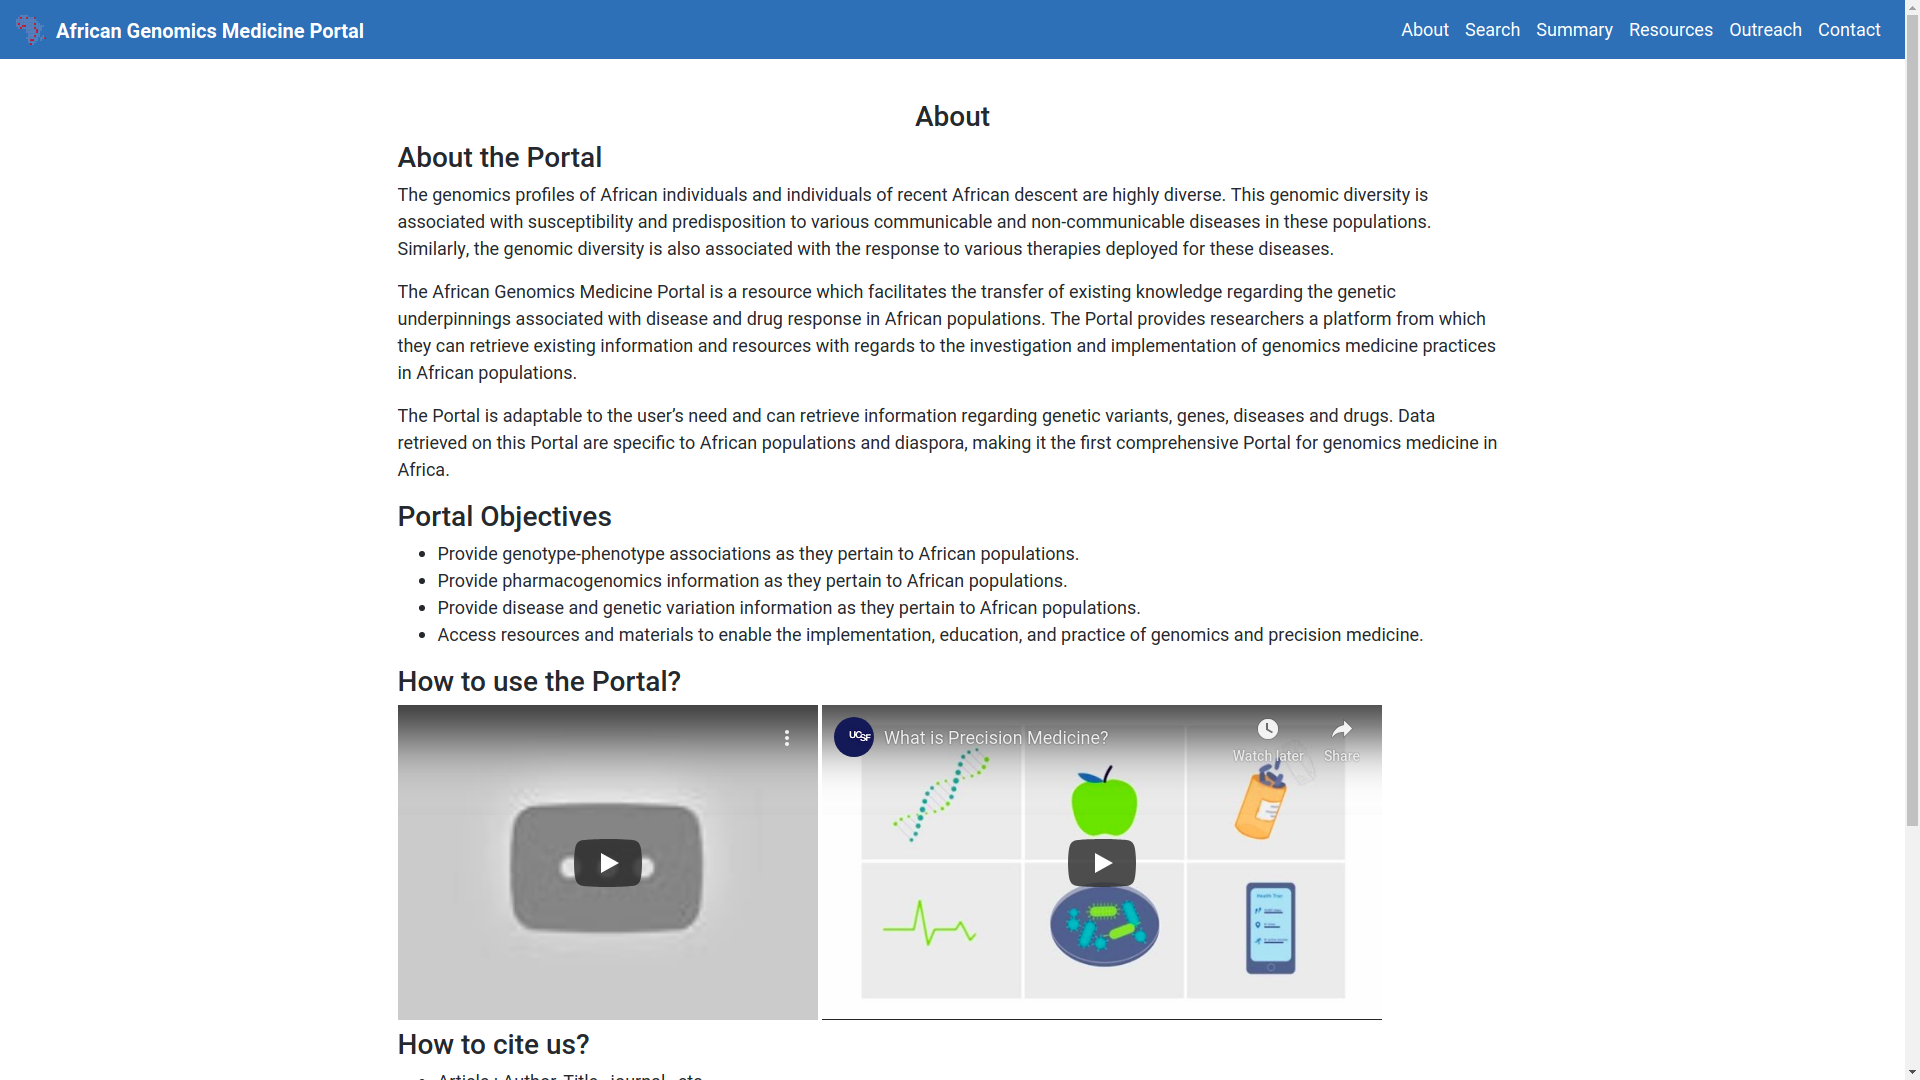 African Genomics Medicine Portal
About Search Summary Resources Outreach Contact
About
About the Portal
The genomics profiles of African individuals and individuals of recent African descent are highly diverse. This genomic diversity is
associated with susceptibility and predisposition to various communicable and non-communicable diseases in these populations.
Similarly, the genomic diversity is also associated with the response to various therapies deployed for these diseases.
The African Genomics Medicine Portal is a resource which facilitates the transfer of existing knowledge regarding the genetic
underpinnings associated with disease and drug response in African populations. The Portal provides researchers a platform from which
they can retrieve existing information and resources with regards to the investigation and implementation of genomics medicine practices
in African populations.
The Portal is adaptable to the user’s need and can retrieve information regarding genetic variants, genes, diseases and drugs. Data
retrieved on this Portal are specific to African populations and diaspora, making it the first comprehensive Portal for genomics medicine in
Africa.
Portal Objectives
Provide genotype-phenotype associations as they pertain to African populations.
Provide pharmacogenomics information as they pertain to African populations.
Provide disease and genetic variation information as they pertain to African populations.
Access resources and materials to enable the implementation, education, and practice of genomics and precision medicine.
How to use the Portal?
UCSF
What is Precision Medicine?
Watch later
Share
How to cite us?
Article : Author, Title , journal , etc